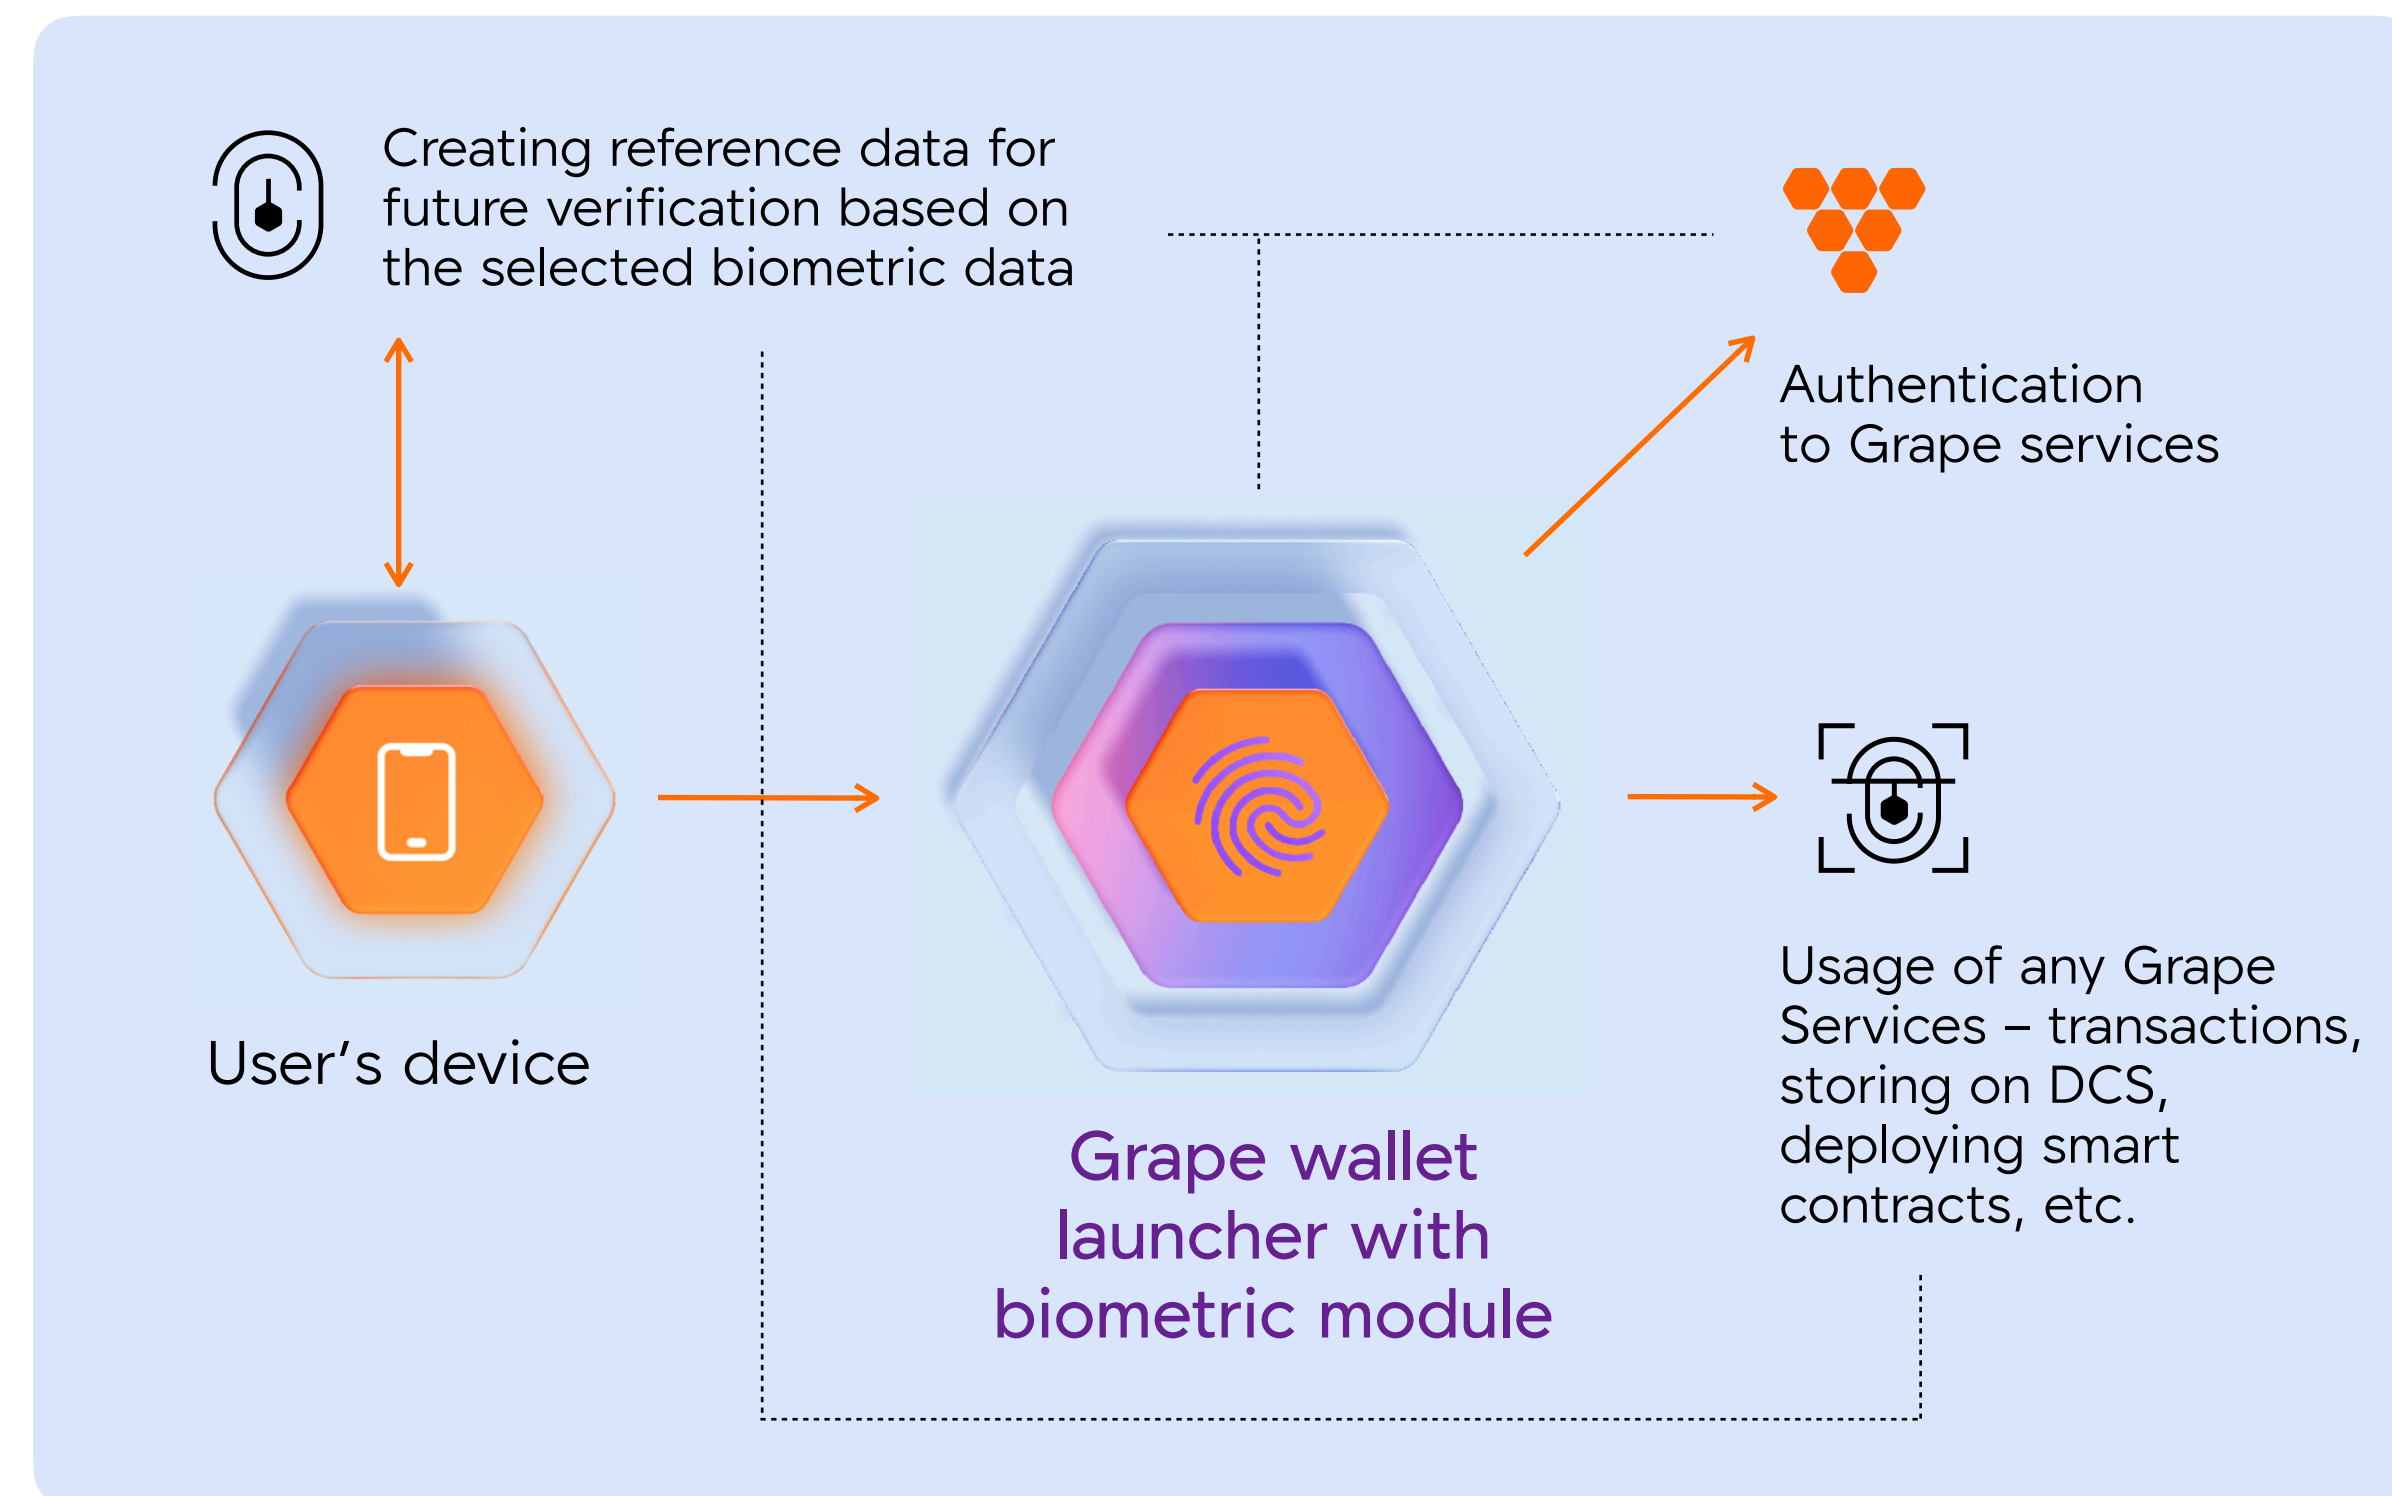 Creating reference data for
future verification based on
the selected biometric data
Authentication
to Grape services
User's device
Grape wallet
launcher with
biometric module
Usage of any Grape
Services – transactions,
storing on DCS,
deploying smart
contracts, etc.